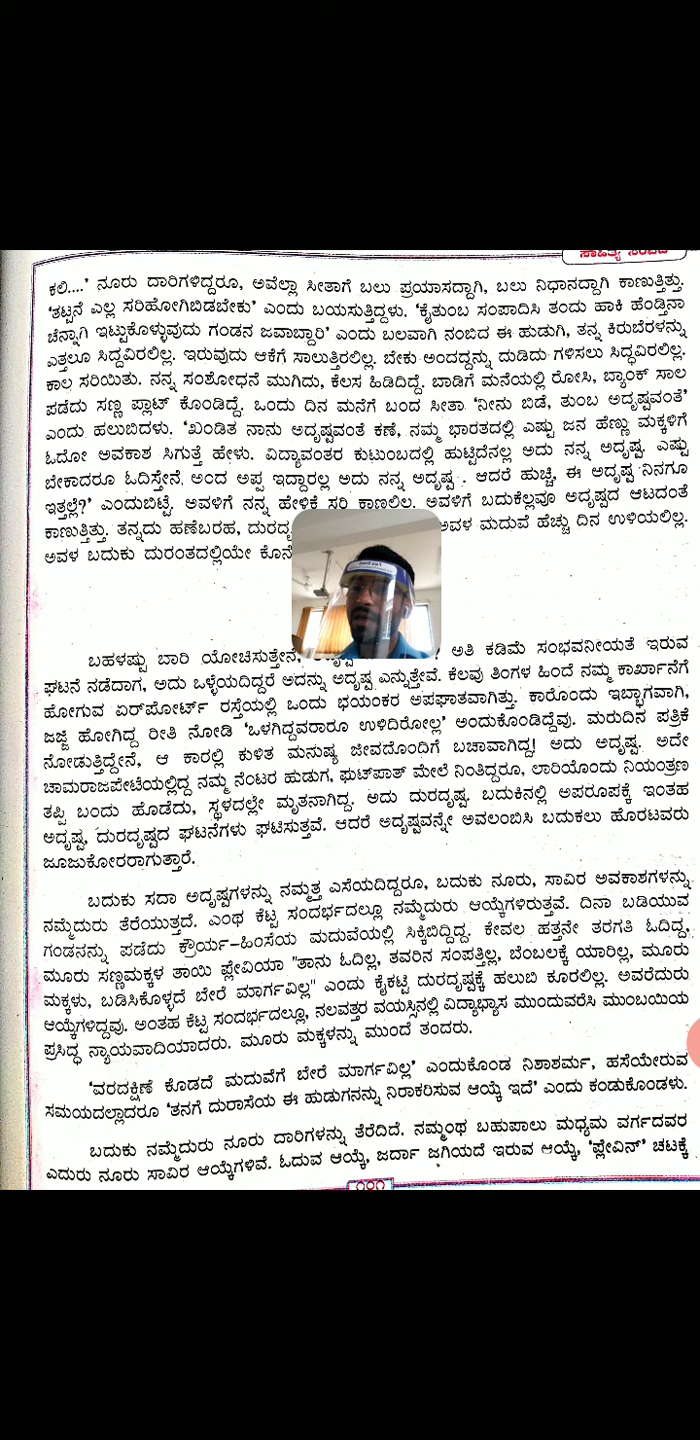 ಸಾಹಿತ್ಯ ಸಂಪದ
ಕಲಿ....' ನೂರು ದಾರಿಗಳಿದ್ದರೂ, ಅವೆಲ್ಲಾ ಸೀತಾಗೆ ಬಲು ಪ್ರಯಾಸದ್ದಾಗಿ, ಬಲು ನಿಧಾನದ್ದಾಗಿ ಕಾಣುತ್ತಿತ್ತು.
'ತಟ್ಟನೆ ಎಲ್ಲ ಸರಿಹೋಗಿಬಿಡಬೇಕು' ಎಂದು ಬಯಸುತ್ತಿದ್ದಳು. 'ಕೈತುಂಬ ಸಂಪಾದಿಸಿ ತಂದು ಹಾಕಿ ಹೆಂಡ್ತಿನಾ
ಚೆನ್ನಾಗಿ ಇಟ್ಟುಕೊಳ್ಳುವುದು ಗಂಡನ ಜವಾಬ್ದಾರಿ' ಎಂದು ಬಲವಾಗಿ ನಂಬಿದ ಈ ಹುಡುಗಿ, ತನ್ನ ಕಿರುಬೆರಳನ್ನು
ಎತ್ತಲೂ ಸಿದ್ದವಿರಲಿಲ್ಲ. ಇರುವುದು ಆಕೆಗೆ ಸಾಲುತ್ತಿರಲಿಲ್ಲ. ಬೇಕು ಅಂದದ್ದನ್ನು ದುಡಿದು ಗಳಿಸಲು ಸಿದ್ಧವಿರಲಿಲ್ಲ.
ಕಾಲ ಸರಿಯಿತು. ನನ್ನ ಸಂಶೋಧನೆ ಮುಗಿದು, ಕೆಲಸ ಹಿಡಿದಿದ್ದೆ. ಬಾಡಿಗೆ ಮನೆಯಲ್ಲಿ ರೋಸಿ, ಬ್ಯಾಂಕ್ ಸಾಲ
ಪಡೆದು ಸಣ್ಣ ಪ್ಲಾಟ್ ಕೊಂಡಿದ್ದೆ. ಒಂದು ದಿನ ಮನೆಗೆ ಬಂದ ಸೀತಾ 'ನೀನು ಬಿಡೆ, ತುಂಬ ಅದೃಷ್ಟವಂತೆ'
ಎಂದು ಹಲುಬಿದಳು. 'ಖಂಡಿತ ನಾನು ಅದೃಷ್ಟವಂತೆ ಕಣೆ, ನಮ್ಮ ಭಾರತದಲ್ಲಿ ಎಷ್ಟು ಜನ ಹೆಣ್ಣು ಮಕ್ಕಳಿಗೆ
ಓದೋ ಅವಕಾಶ ಸಿಗುತ್ತೆ ಹೇಳು. ವಿದ್ಯಾವಂತರ ಕುಟುಂಬದಲ್ಲಿ ಹುಟ್ಟಿದೆನಲ್ಲ ಅದು ನನ್ನ ಅದೃಷ್ಟ. ಎಷ್ಟು
ಬೇಕಾದರೂ ಓದಿಸ್ತೇನೆ, ಅಂದ ಅಪ್ಪ ಇದ್ದಾರಲ್ಲ ಅದು ನನ್ನ ಅದೃಷ್ಟ . ಆದರೆ ಹುಚ್ಚಿ, ಈ ಅದೃಷ್ಟ ನಿನಗೂ
ಇತ್ತಲ್ಲೆ?' ಎಂದುಬಿಟ್ಟೆ. ಅವಳಿಗೆ ನನ್ನ ಹೇಳಿಕೆ ಸರಿ ಕಾಣಲಿಲ್ಲ. ಅವಳಿಗೆ ಬದುಕೆಲ್ಲವೂ ಅದೃಷ್ಟದ ಆಟದಂತೆ
ಕಾಣುತ್ತಿತ್ತು. ತನ್ನದು ಹಣೆಬರಹ, ಅವಳ ಮದುವೆ ಹೆಚ್ಚು ದಿನ ಉಳಿಯಲಿಲ್ಲ.
ಅವಳ ಬದುಕು ದುರಂತದಲ್ಲಿಯೇ
ಬಹಳಷ್ಟು ಬಾರಿ ಯೋಚಿಸುತ್ತೇನೆ, ಅತಿ ಕಡಿಮೆ ಸಂಭವನೀಯತೆ ಇರುವ
ಘಟನೆ ನಡೆದಾಗ, ಅದು ಒಳ್ಳೆಯದಿದ್ದರೆ ಅದನ್ನು ಅದೃಷ್ಟ ಎನ್ನುತ್ತೇವೆ. ಕೆಲವು ತಿಂಗಳ ಹಿಂದೆ ನಮ್ಮ ಕಾರ್ಖಾನೆಗೆ
ಹೋಗುವ ಏರ್‌ಪೋರ್ಟ್ ರಸ್ತೆಯಲ್ಲಿ ಒಂದು ಭಯಂಕರ ಅಪಘಾತವಾಗಿತ್ತು. ಕಾರೊಂದು ಇಬ್ಭಾಗವಾಗಿ,
ಜಜ್ಜಿ ಹೋಗಿದ್ದ ರೀತಿ ನೋಡಿ 'ಒಳಗಿದ್ದವರಾರೂ ಉಳಿದಿರೋಲ್ಲ' ಅಂದುಕೊಂಡಿದ್ದೆವು. ಮರುದಿನ ಪತ್ರಿಕೆ
ನೋಡುತ್ತಿದ್ದೇನೆ, ಆ ಕಾರಲ್ಲಿ ಕುಳಿತ ಮನುಷ್ಯ ಜೀವದೊಂದಿಗೆ ಬಚಾವಾಗಿದ್ದ! ಅದು ಅದೃಷ್ಟ. ಅದೇ
ಚಾಮರಾಜಪೇಟೆಯಲ್ಲಿದ್ದ ನಮ್ಮ ನೆಂಟರ ಹುಡುಗ, ಫುಟ್‌ಪಾತ್ ಮೇಲೆ ನಿಂತಿದ್ದರೂ, ಲಾರಿಯೊಂದು ನಿಯಂತ್ರಣ
ತಪ್ಪಿ ಬಂದು ಹೊಡೆದು, ಸ್ಥಳದಲ್ಲೇ ಮೃತನಾಗಿದ್ದ. ಅದು ದುರದೃಷ್ಟ. ಬದುಕಿನಲ್ಲಿ ಅಪರೂಪಕ್ಕೆ ಇಂತಹ
ಅದೃಷ್ಟ, ದುರದೃಷ್ಟದ ಘಟನೆಗಳು ಘಟಿಸುತ್ತವೆ. ಆದರೆ ಅದೃಷ್ಟವನ್ನೇ ಅವಲಂಬಿಸಿ ಬದುಕಲು ಹೊರಟವರು
ಜೂಜುಕೋರರಾಗುತ್ತಾರೆ.
ಬದುಕು ಸದಾ ಅದೃಷ್ಟಗಳನ್ನು ನಮ್ಮತ್ತ ಎಸೆಯದಿದ್ದರೂ, ಬದುಕು ನೂರು, ಸಾವಿರ ಅವಕಾಶಗಳನ್ನು
ನಮ್ಮೆದುರು ತೆರೆಯುತ್ತದೆ. ಎಂಥ ಕೆಟ್ಟ ಸಂದರ್ಭದಲ್ಲೂ ನಮ್ಮೆದುರು ಆಯ್ಕೆಗಳಿರುತ್ತವೆ. ದಿನಾ ಬಡಿಯುವ
ಗಂಡನನ್ನು ಪಡೆದು ಕ್ರೌರ್ಯ-ಹಿಂಸೆಯ ಮದುವೆಯಲ್ಲಿ ಸಿಕ್ಕಿಬಿದ್ದಿದ್ದ, ಕೇವಲ ಹತ್ತನೇ ತರಗತಿ ಓದಿದ್ದ,
ಮೂರು ಸಣ್ಣಮಕ್ಕಳ ತಾಯಿ ಫ್ಲೇವಿಯಾ "ತಾನು ಓದಿಲ್ಲ, ತವರಿನ ಸಂಪತ್ತಿಲ್ಲ, ಬೆಂಬಲಕ್ಕೆ ಯಾರಿಲ್ಲ, ಮೂರು
ಮಕ್ಕಳು, ಬಡಿಸಿಕೊಳ್ಳದೆ ಬೇರೆ ಮಾರ್ಗವಿಲ್ಲ" ಎಂದು ಕೈಕಟ್ಟಿ ದುರದೃಷ್ಟಕ್ಕೆ ಹಲುಬಿ ಕೂರಲಿಲ್ಲ. ಅವರೆದುರು
ಆಯ್ಕೆಗಳಿದ್ದವು. ಅಂತಹ ಕೆಟ್ಟ ಸಂದರ್ಭದಲ್ಲೂ, ನಲವತ್ತರ ವಯಸ್ಸಿನಲ್ಲಿ ವಿದ್ಯಾಭ್ಯಾಸ ಮುಂದುವರೆಸಿ ಮುಂಬಯಿಯ
ಪ್ರಸಿದ್ಧ ನ್ಯಾಯವಾದಿಯಾದರು. ಮೂರು ಮಕ್ಕಳನ್ನು ಮುಂದೆ ತಂದರು.
'ವರದಕ್ಷಿಣೆ ಕೊಡದೆ ಮದುವೆಗೆ ಬೇರೆ ಮಾರ್ಗವಿಲ್ಲ' ಎಂದುಕೊಂಡ ನಿಶಾಶರ್ಮ, ಹಸೆಯೇರುವ
ಸಮಯದಲ್ಲಾದರೂ 'ತನಗೆ ದುರಾಸೆಯ ಈ ಹುಡುಗನನ್ನು ನಿರಾಕರಿಸುವ ಆಯ್ಕೆ ಇದೆ' ಎಂದು ಕಂಡುಕೊಂಡಳು.
ಬದುಕು ನಮ್ಮೆದುರು ನೂರು ದಾರಿಗಳನ್ನು ತೆರೆದಿದೆ. ನಮ್ಮಂಥ ಬಹುಪಾಲು ಮಧ್ಯಮ ವರ್ಗದವರ
ಎದುರು ನೂರು ಸಾವಿರ ಆಯ್ಕೆಗಳಿವೆ. ಓದುವ ಆಯ್ಕೆ, ಜರ್ದಾ ಜಗಿಯದೆ ಇರುವ ಆಯ್ಕೆ, 'ಫ್ಲೇವಿನ್' ಚಟಕ್ಕೆ
೧೦೧